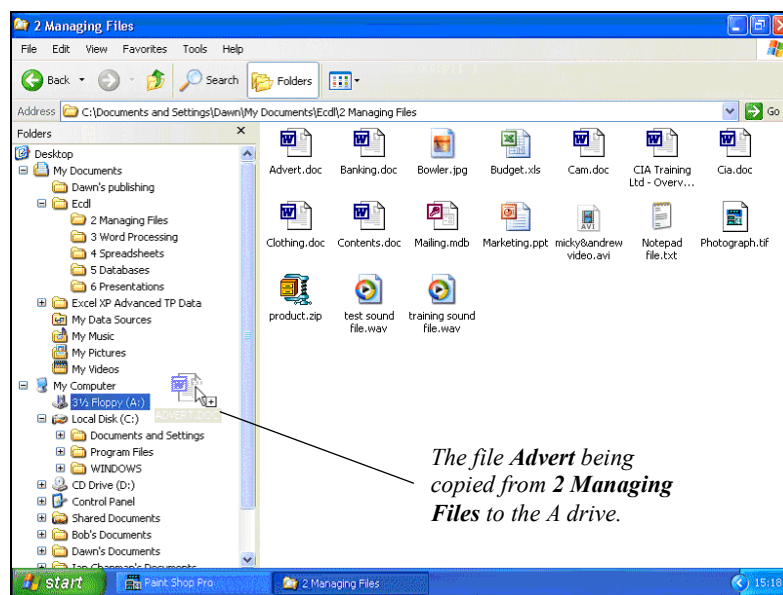 2 Managing Files
File Edit View Favorites Tools Help
Back Search Folders
Address C:\Documents and Settings\Dawn\My Documents\Ecdl\2 Managing Files Go
Folders
Desktop
My Documents
Dawn's publishing
Ecdl
2 Managing Files
3 Word Processing
4 Spreadsheets
5 Databases
6 Presentations
Excel XP Advanced TP Data
My Data Sources
My Music
My Pictures
My Videos
My Computer
3½ Floppy (A:)
Local Disk (C:)
Documents and Settings
Program Files
WINDOWS
CD Drive (D:)
Control Panel
Shared Documents
Bob's Documents
Dawn's Documents
Ian Chapman's Documents
ADVERT.DOC
Advert.doc Banking.doc Bowler.jpg Budget.xls Cam.doc CIA Training Cia.doc
Ltd - Overv...
Clothing.doc Contents.doc Mailing.mdb Marketing.ppt micky&andrew Notepad Photograph.tif
video.avi file.txt
product.zip test sound training sound
file.wav file.wav
AVI
The file Advert being
copied from 2 Managing
Files to the A drive.
start Paint Shop Pro 2 Managing Files 15:18